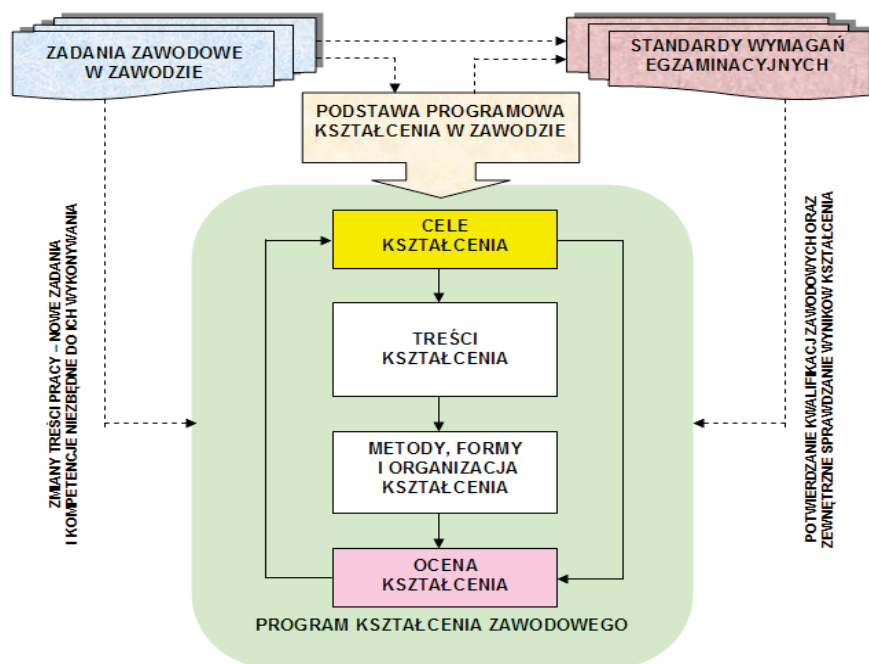 ZADANIA ZAWODOWE
W ZAWODZIE
STANDARDY WYMAGAŃ
EGZAMINACYJNYCH
PODSTAWA PROGRAMOWA
KSZTAŁCENIA W ZAWODZIE
CELE
KSZTAŁCENIA
TREŚCI
KSZTAŁCENIA
METODY, FORMY
I ORGANIZACJA
KSZTAŁCENIA
OCENA
KSZTAŁCENIA
PROGRAM KSZTAŁCENIA ZAWODOWEGO
ZMIANY TREŚCI PRACY – NOWE ZADANIA
I KOMPETENCJE NIEZBĘDNE DO ICH WYKONYWANIA
POTWIERDZANIE KWALIFIKACJI ZAWODOWYCH ORAZ
ZEWNĘTRZNE SPRAWDZANIE WYNIKÓW KSZTAŁCENIA